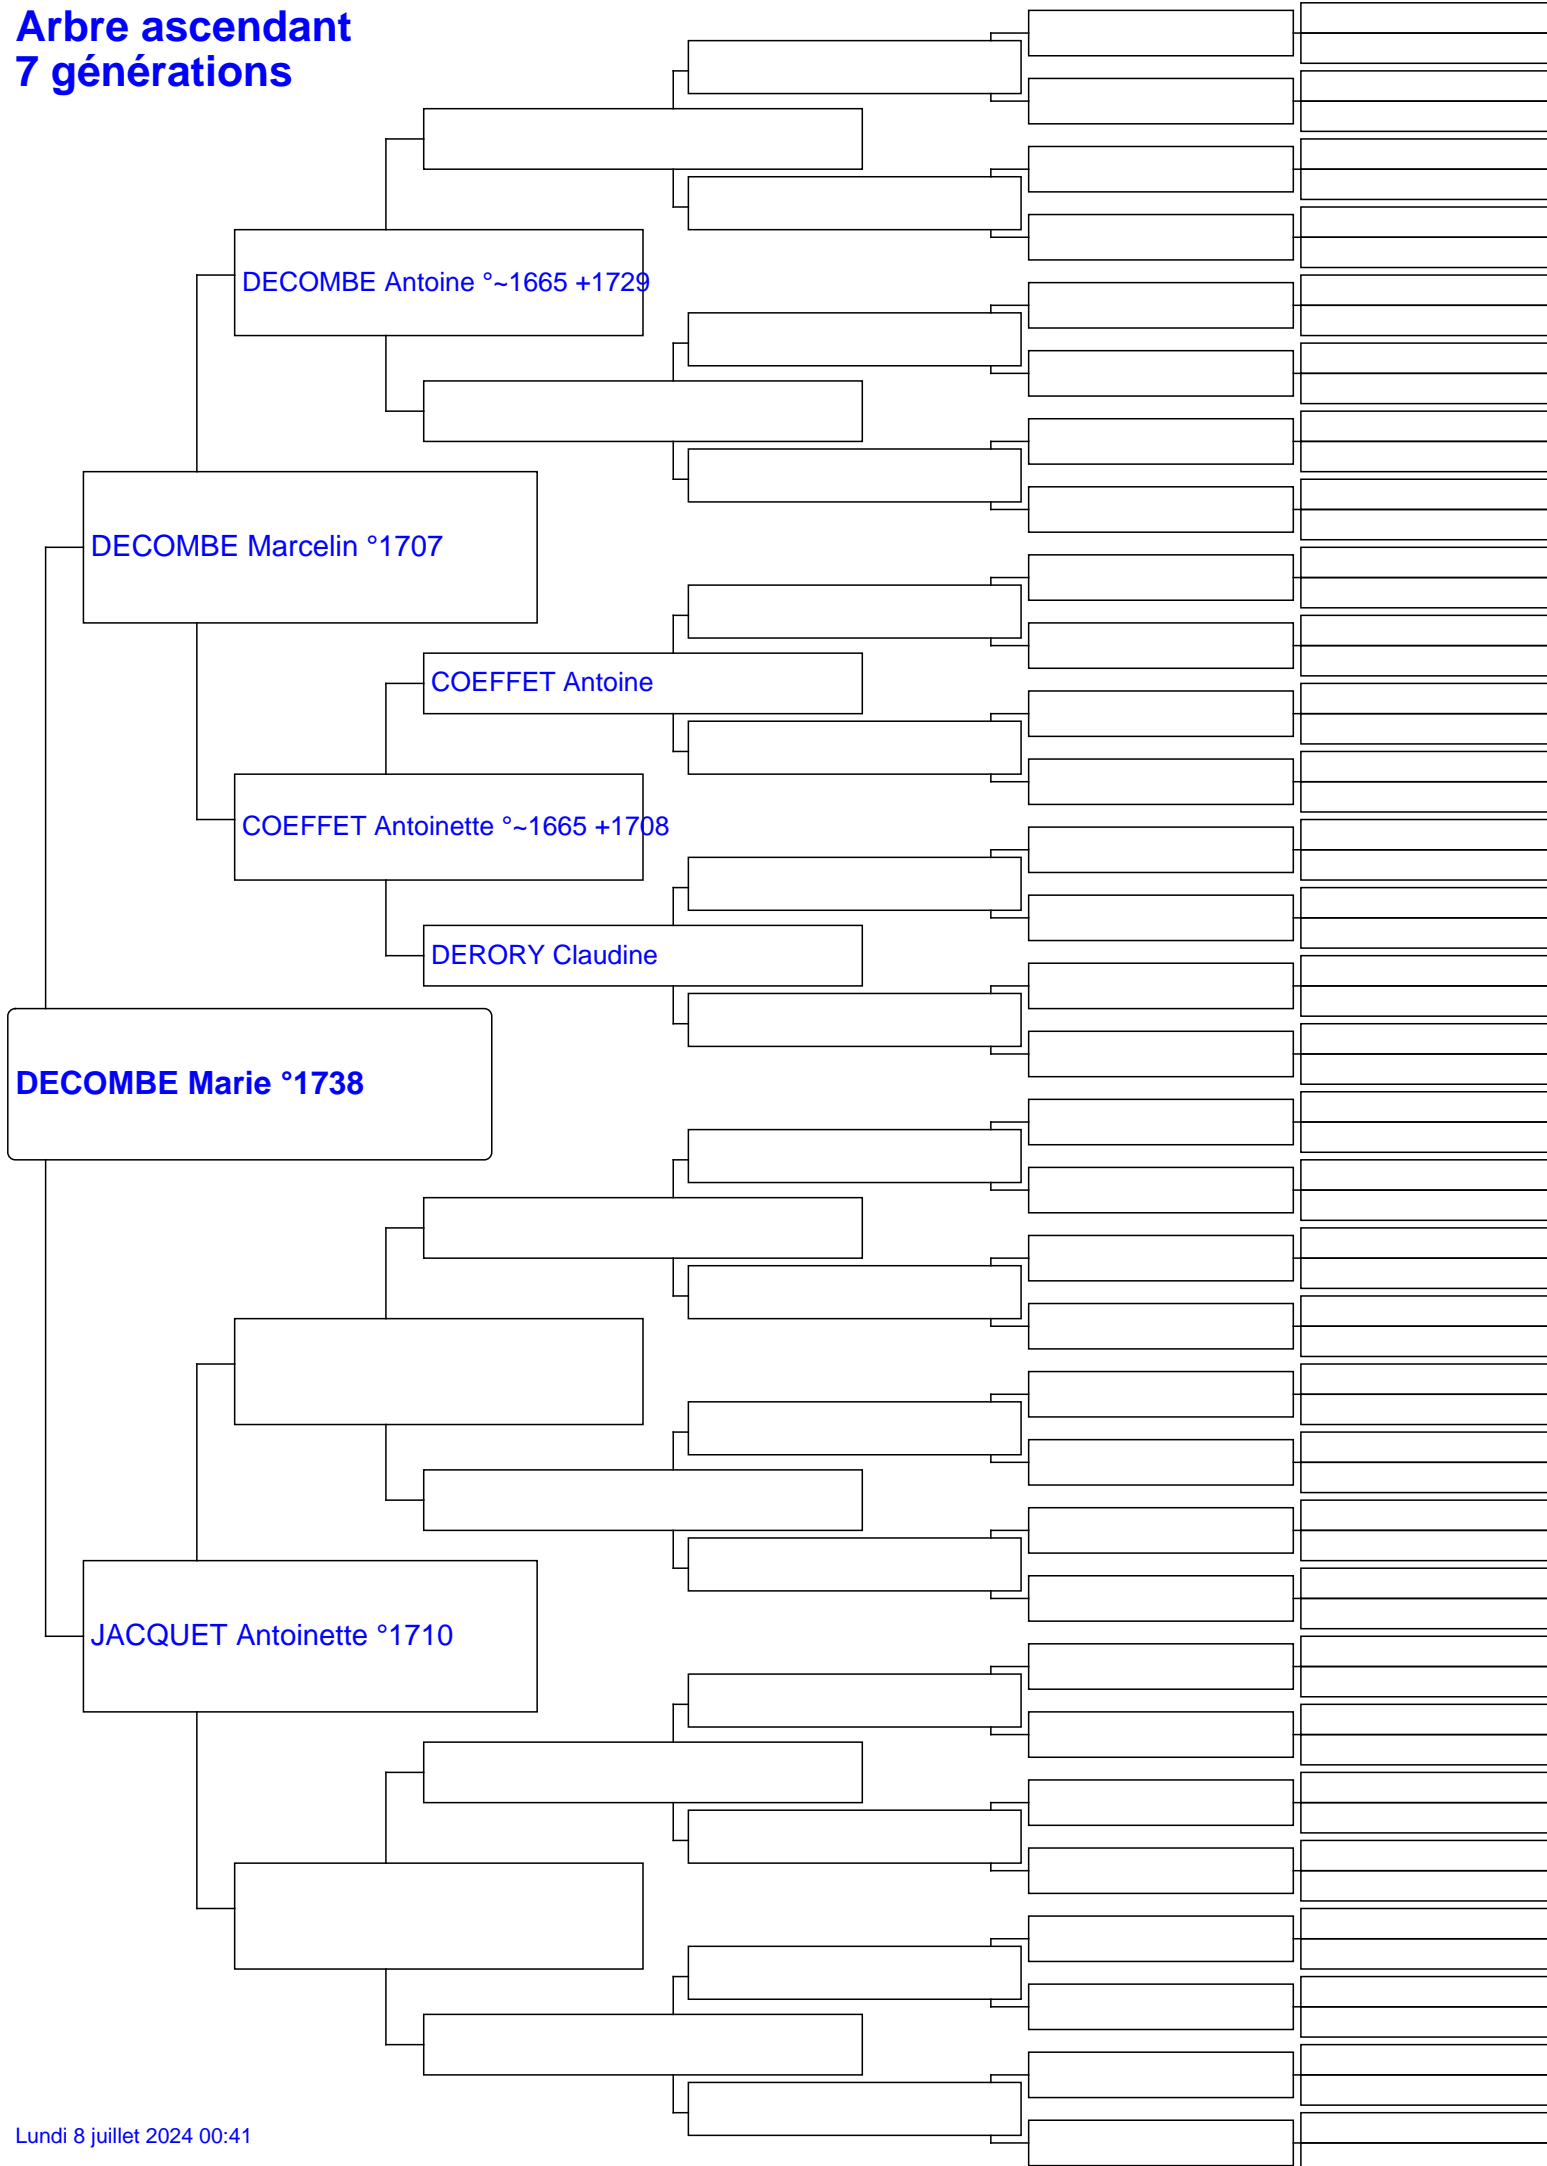 Arbre ascendant
7 générations
DECOMBE Antoine °~1665 +1729
DECOMBE Marcelin °1707
COEFFET Antoine
COEFFET Antoinette °~1665 +1708
DERORY Claudine
DECOMBE Marie °1738
JACQUET Antoinette °1710
Lundi 8 juillet 2024 00:41